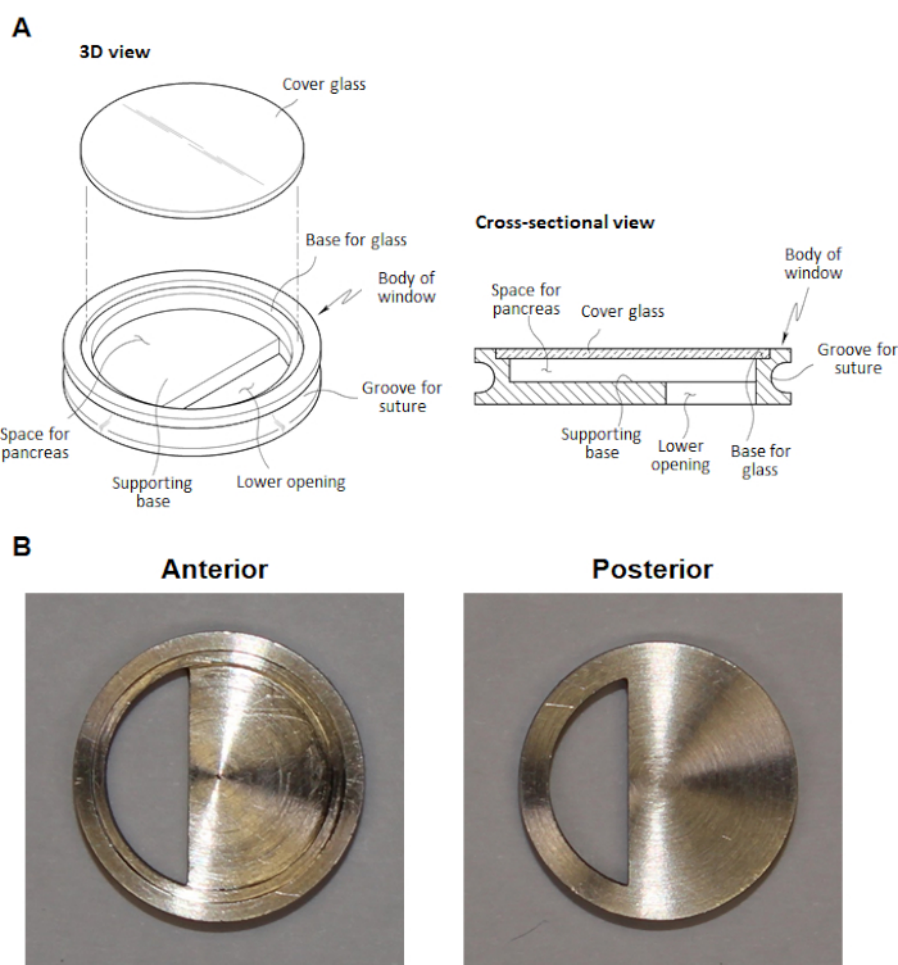 A
3D view
Cover glass
Base for glass
Body of
window
Groove for
suture
Space for
pancreas
Supporting
base
Lower opening
Cross-sectional view
Body of
window
Space for
pancreas
Cover glass
Groove for
suture
Supporting
base
Lower
opening
Base for
glass
B
Anterior
Posterior